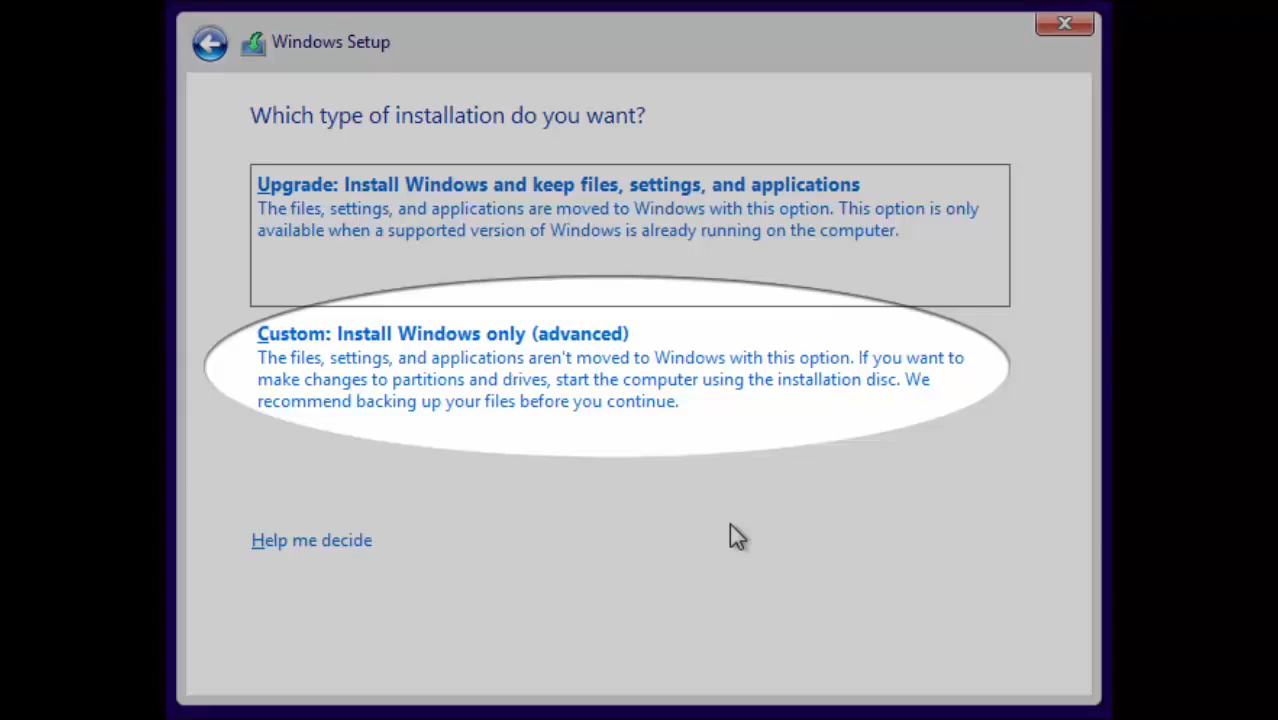 Windows Setup
Which type of installation do you want?
Upgrade: Install Windows and keep files, settings, and applications
The files, settings, and applications are moved to Windows with this option. This option is only
available when a supported version of Windows is already running on the computer.
Custom: Install Windows only (advanced)
The files, settings, and applications aren't moved to Windows with this option. If you want to
make changes to partitions and drives, start the computer using the installation disc. We
recommend backing up your files before you continue.
Help me decide